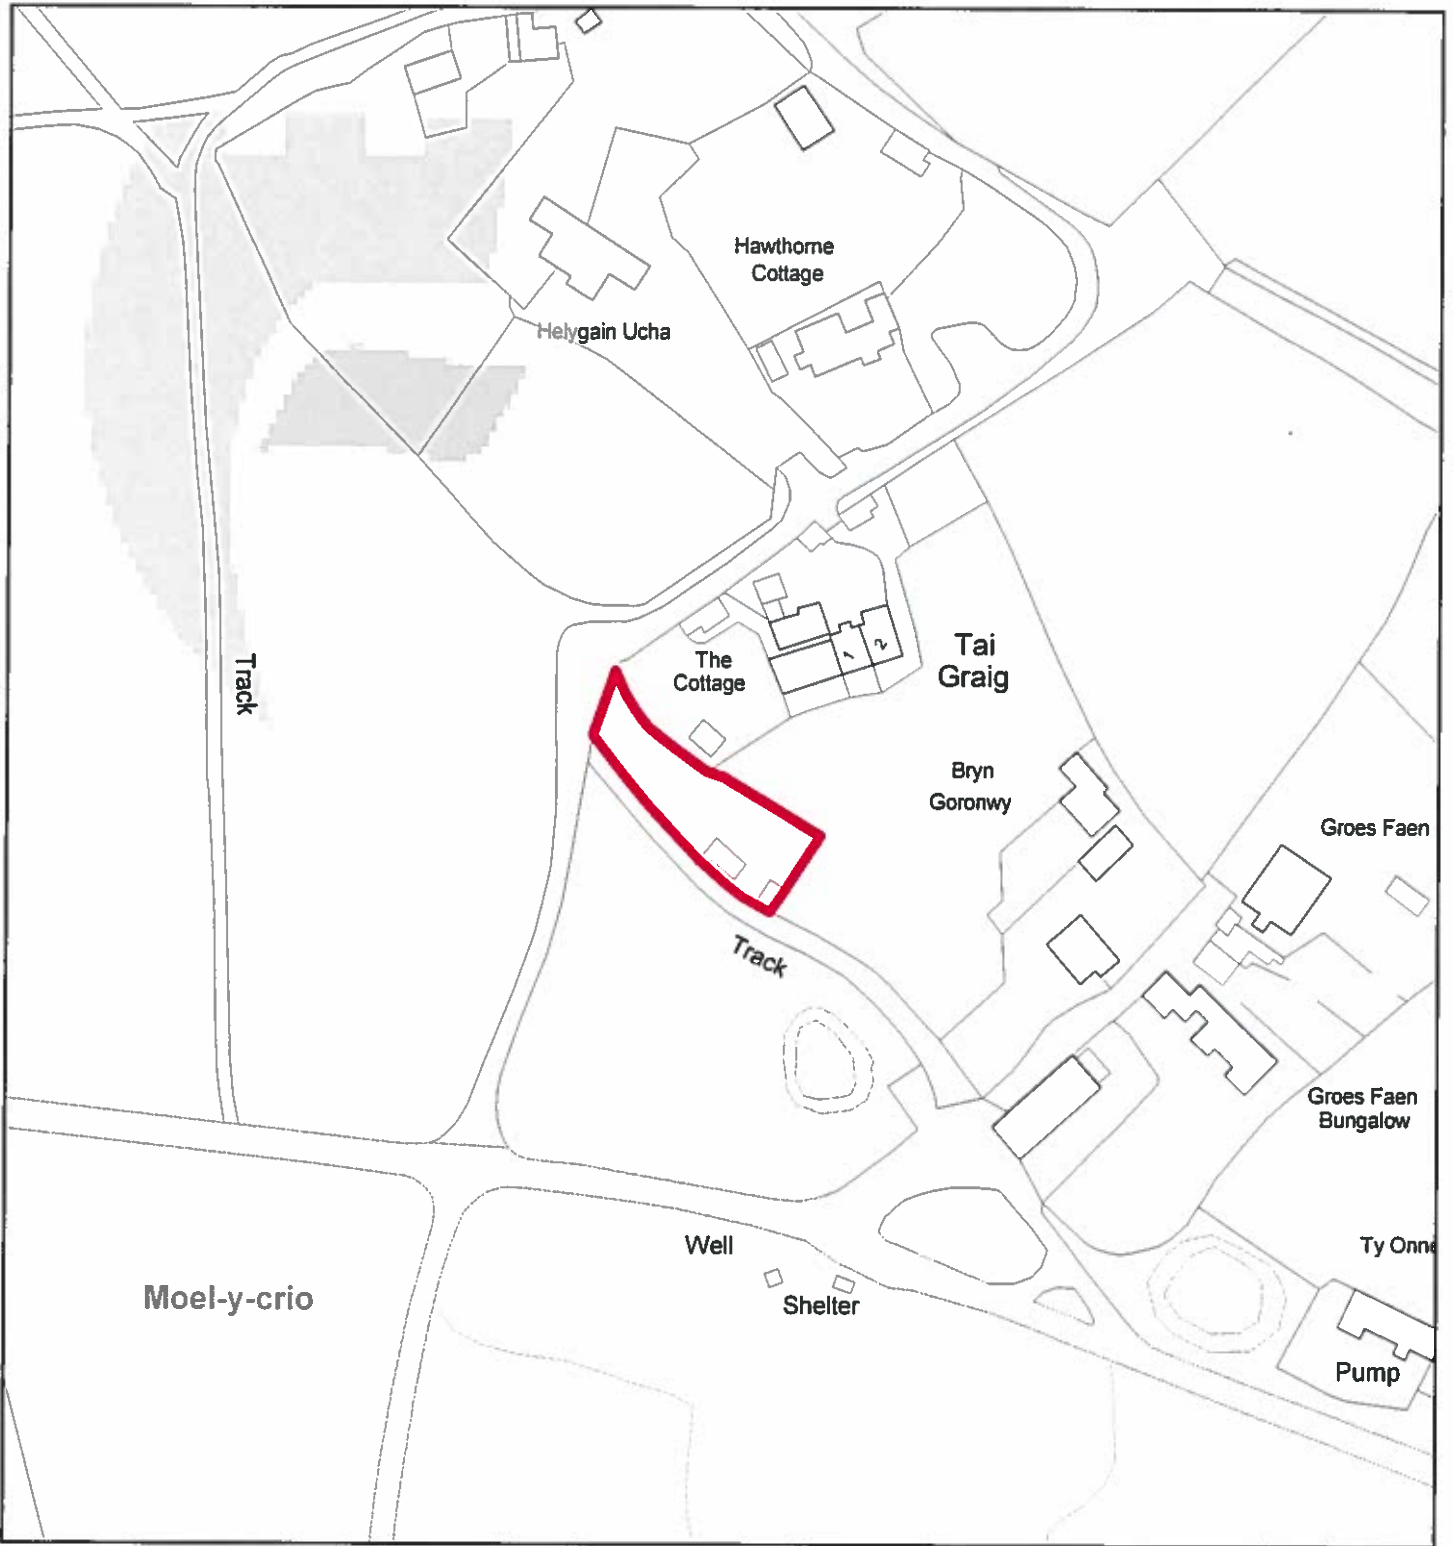 Hawthorne
Cottage
Helygain Ucha
Track
The
Cottage
1
2
Tai
Graig
Bryn
Goronwy
Groes Faen
Track
Groes Faen
Bungalow
Well
Shelter
Moel-y-crio
Ty Onne
Pump